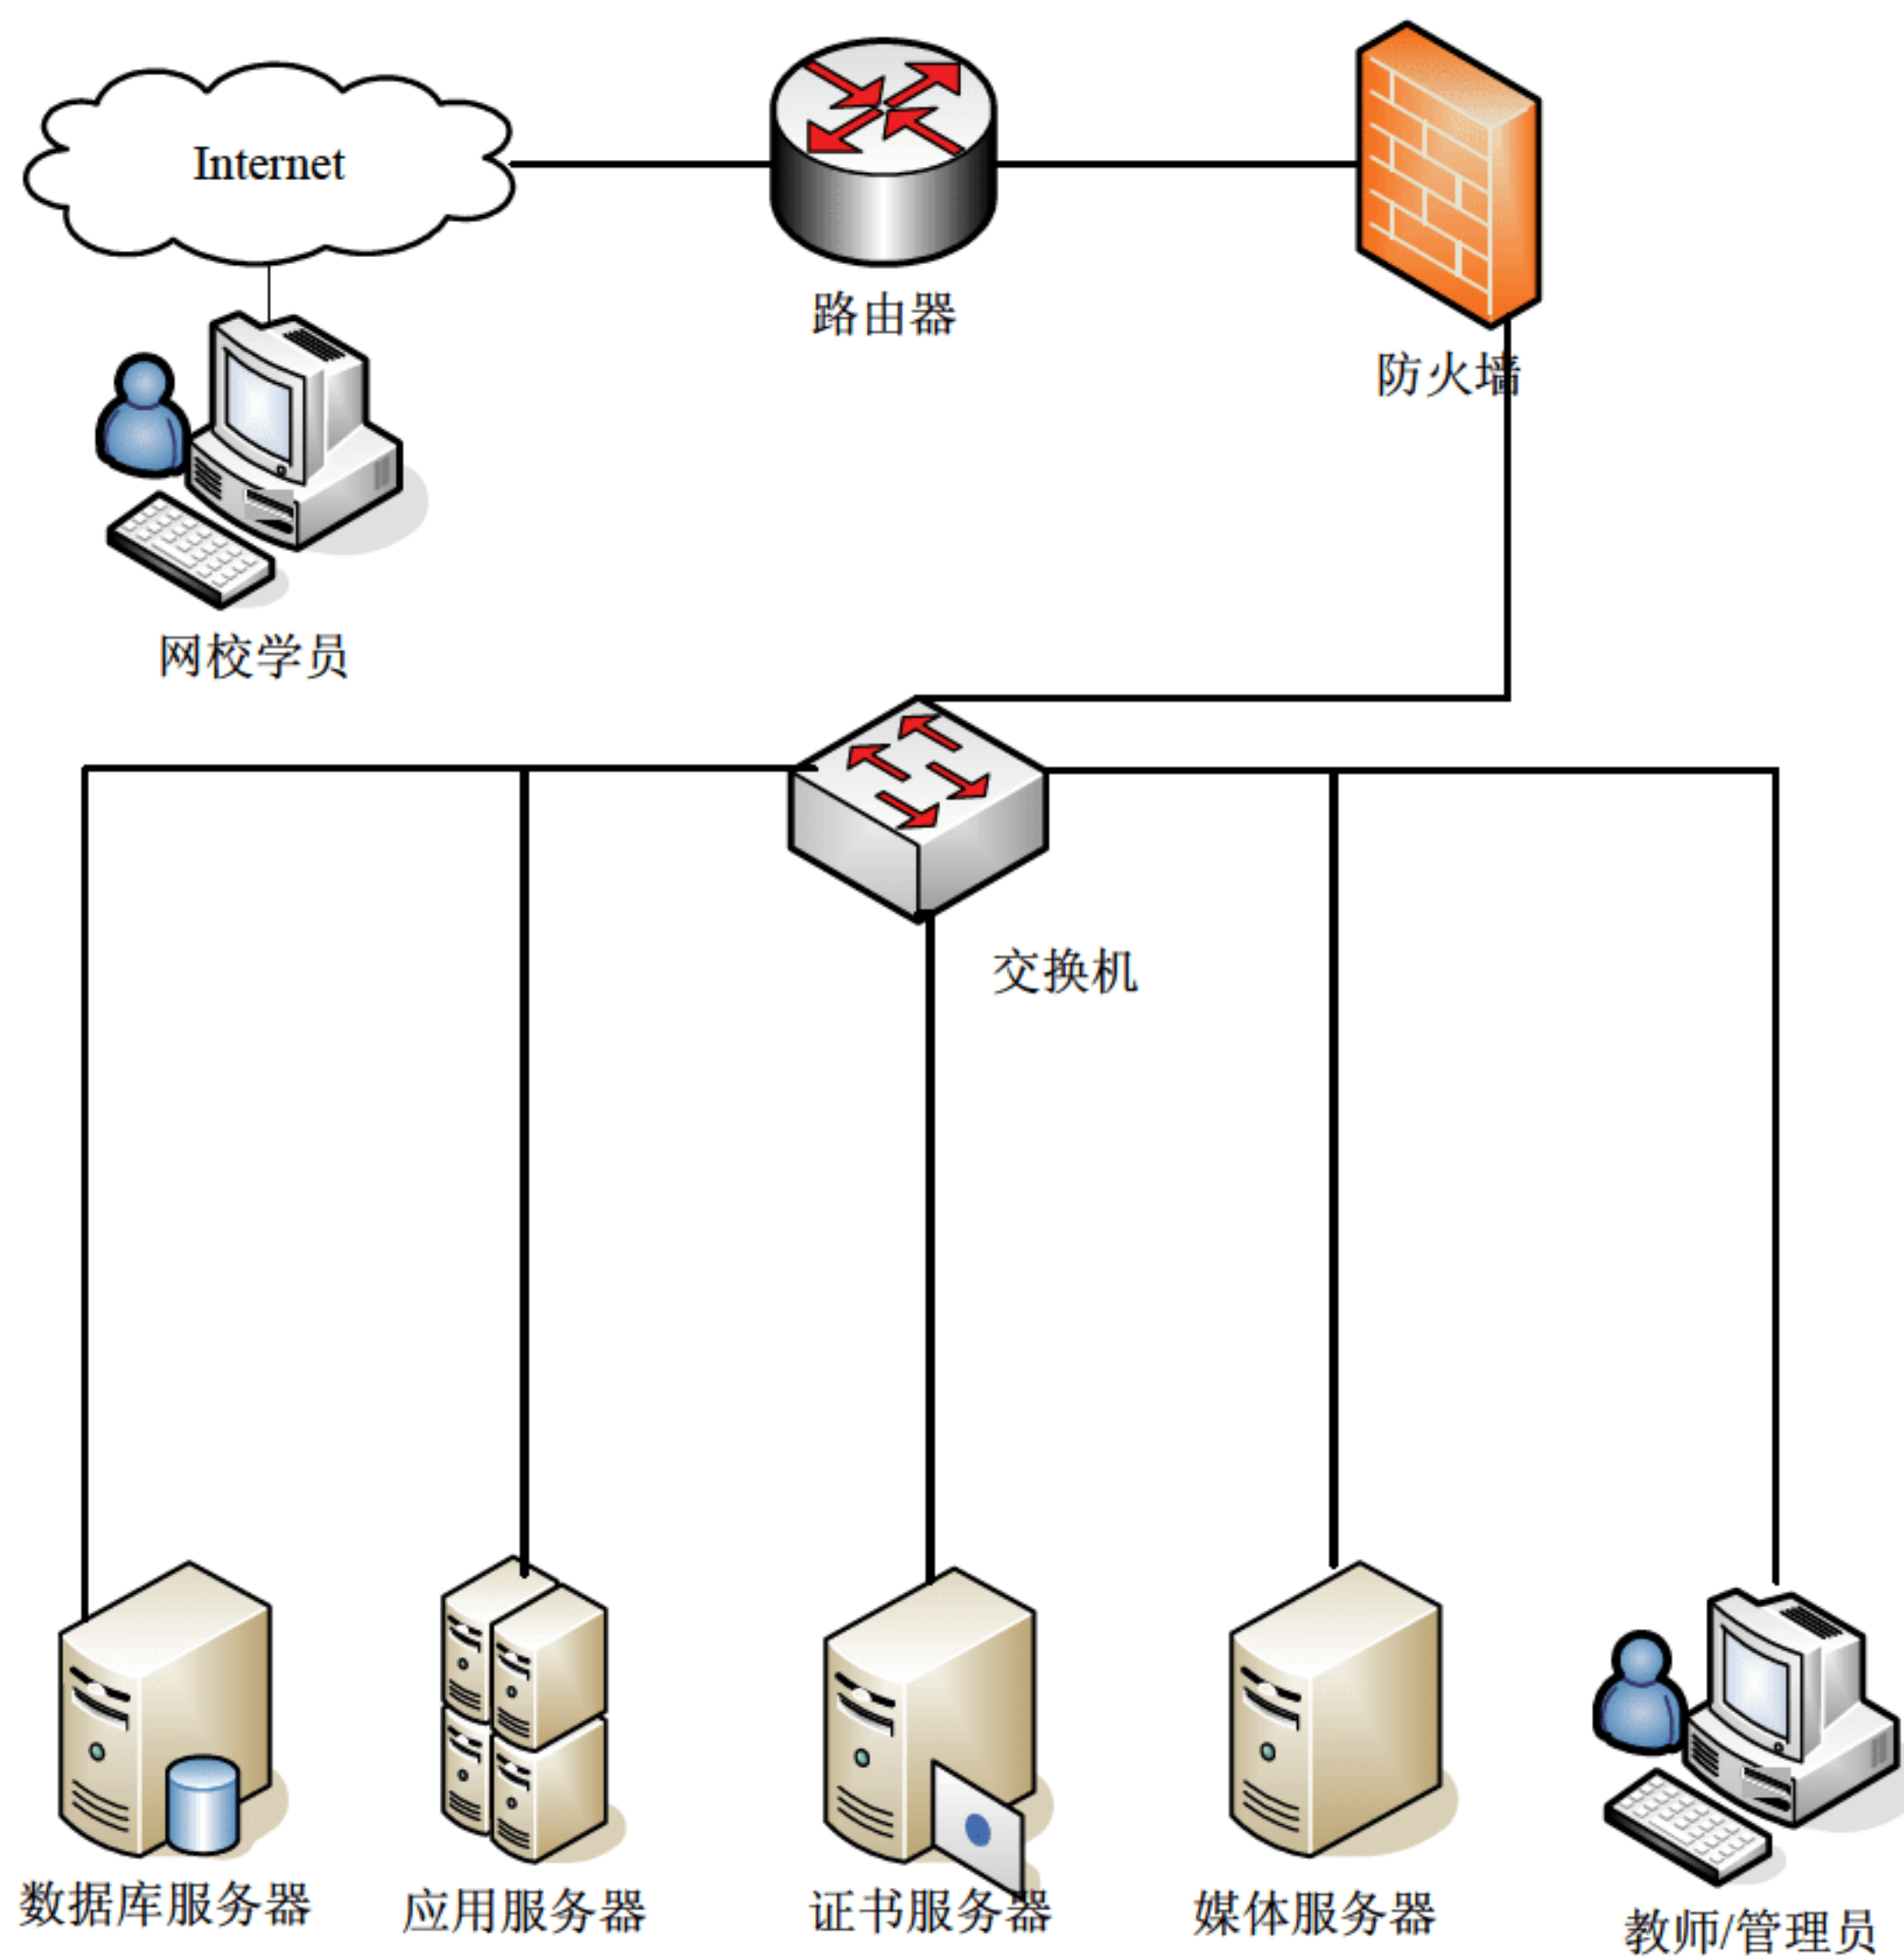 Internet
路由器
防火墙
网校学员
交换机
数据库服务器
应用服务器
证书服务器
媒体服务器
教师/管理员